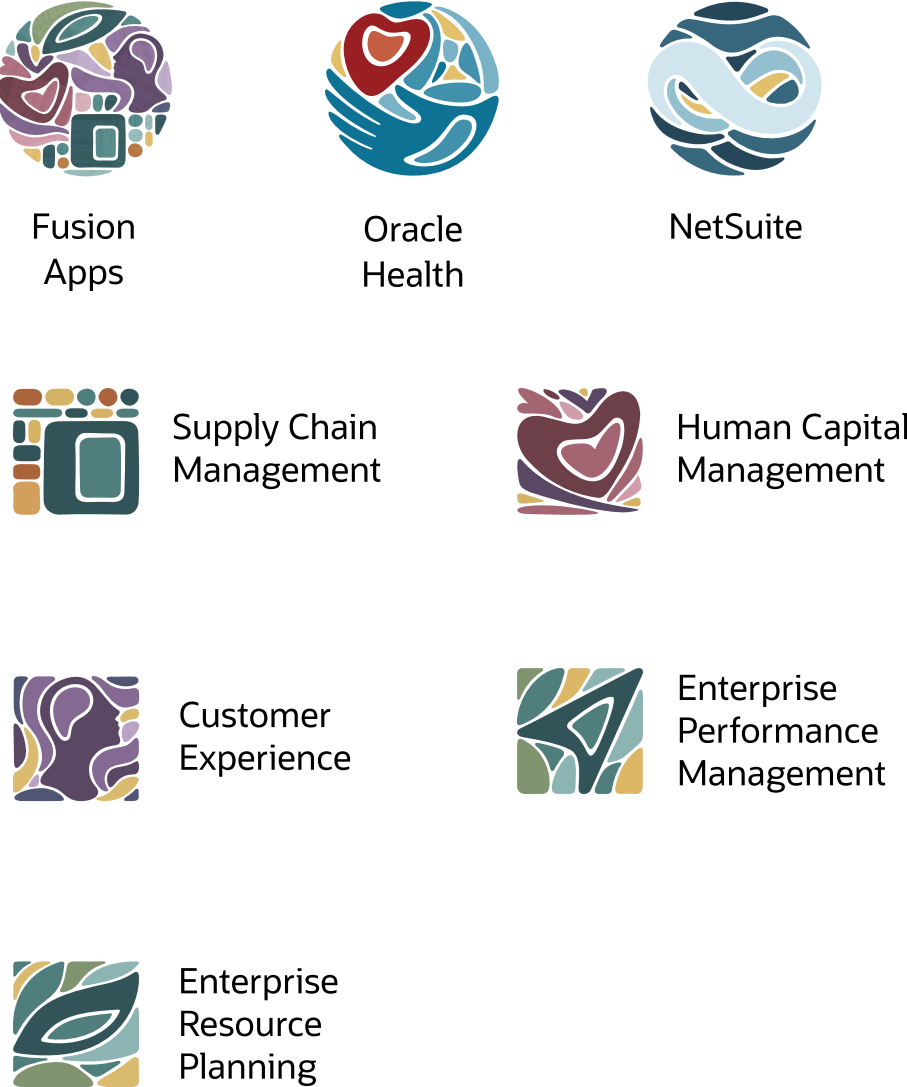 Fusion
Apps
Oracle
Health
NetSuite
Supply Chain
Management
Human Capital
Management
Customer
Experience
Enterprise
Performance
Management
Enterprise
Resource
Planning